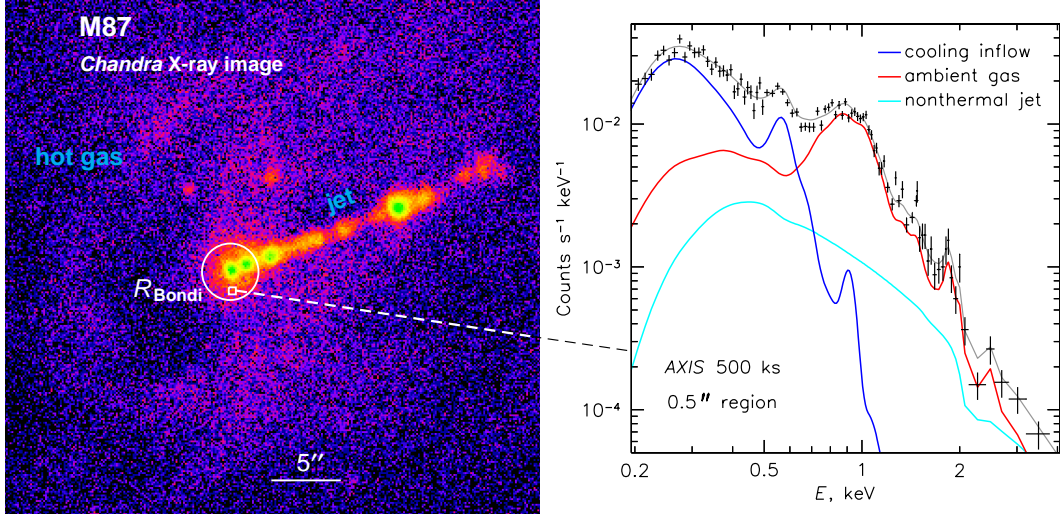 M87
Chandra X-ray image
hot gas
jet
R_Bondi
5″
cooling inflow
ambient gas
nonthermal jet
10⁻²
10⁻³
10⁻⁴
Counts s⁻¹ keV⁻¹
AXIS 500 ks
0.5″ region
0.2 0.5 1 2
E, keV